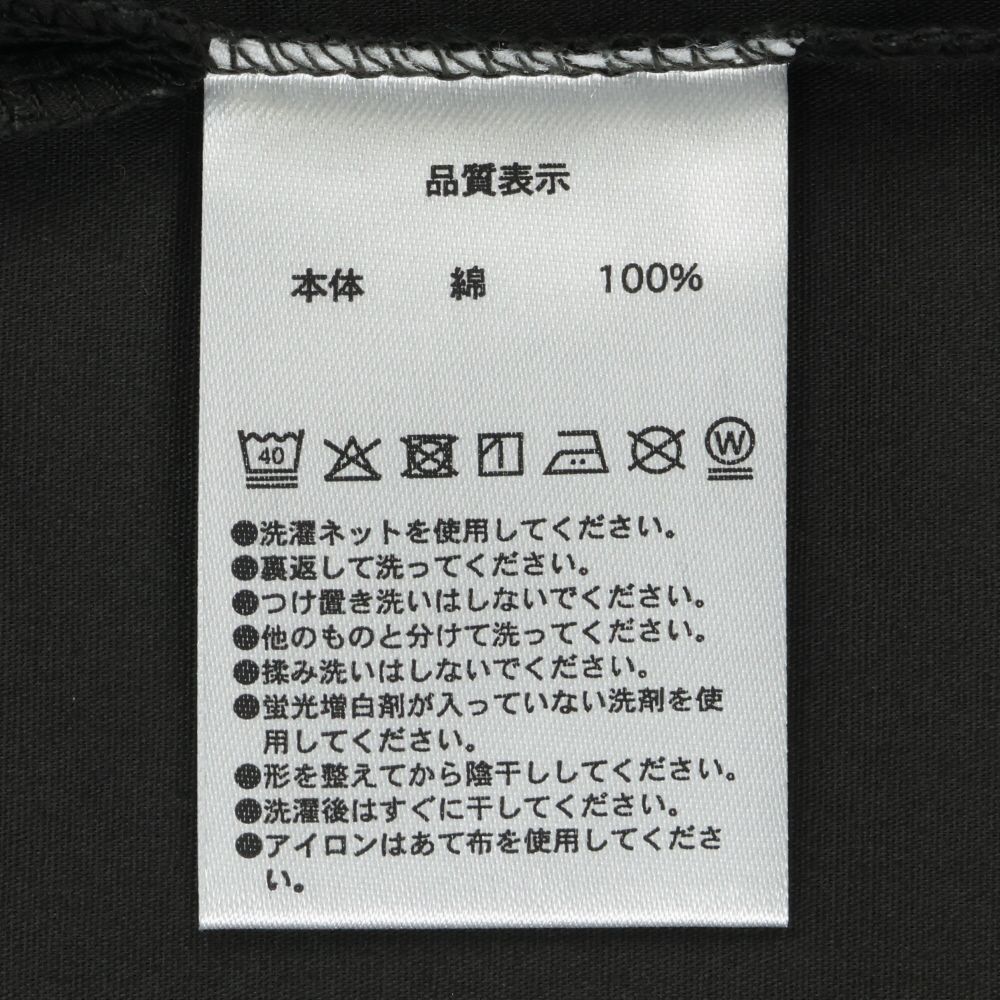 品質表示
本体 綿 100%
40 W
●洗濯ネットを使用してください。
●裏返して洗ってください。
●つけ置き洗いはしないでください。
●他のものと分けて洗ってください。
●揉み洗いはしないでください。
●蛍光増白剤が入っていない洗剤を使
用してください。
●形を整えてから陰干ししてください。
●洗濯後はすぐに干してください。
●アイロンはあて布を使用してくださ
い。